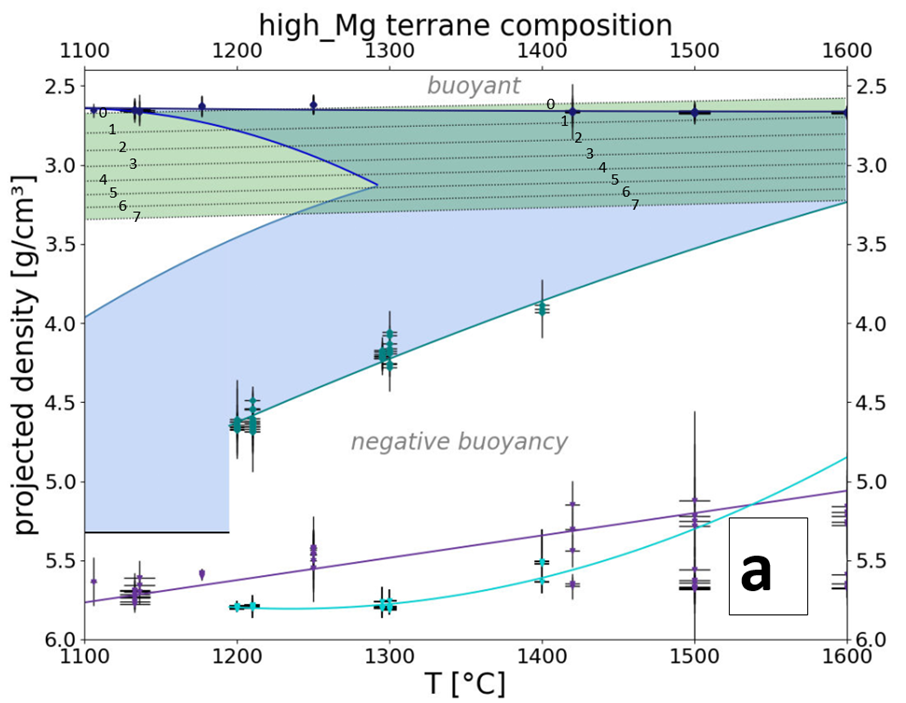 high_Mg terrane composition
1100 1200 1300 1400 1500 1600
buoyant
2.5 2.5
0 0
1 1
2 2
3.0 3 3 3.0
4 4
5 5
6 6
7 7
3.5 3.5
4.0 4.0
4.5 4.5
negative buoyancy
5.0 5.0
5.5 5.5
a
6.0 6.0
1100 1200 1300 1400 1500 1600
T [°C]
projected density [g/cm³]